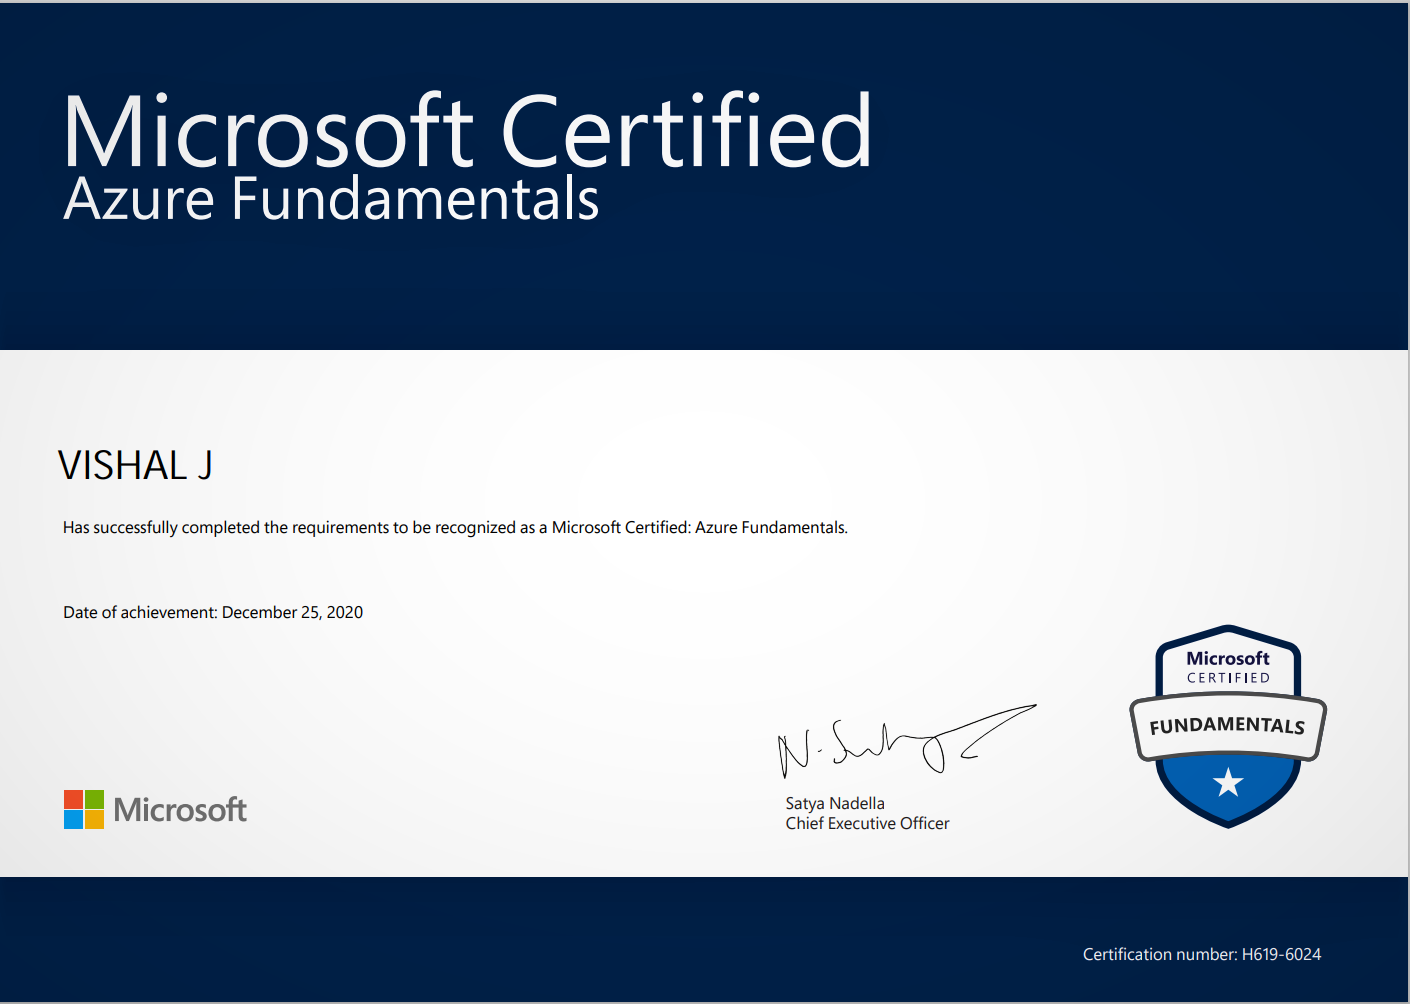 Microsoft Certified
Azure Fundamentals
VISHAL J
Has successfully completed the requirements to be recognized as a Microsoft Certified: Azure Fundamentals.
Date of achievement: December 25, 2020
Microsoft
CERTIFIED
FUNDAMENTALS
Microsoft
Satya Nadella
Chief Executive Officer
Certification number: H619-6024